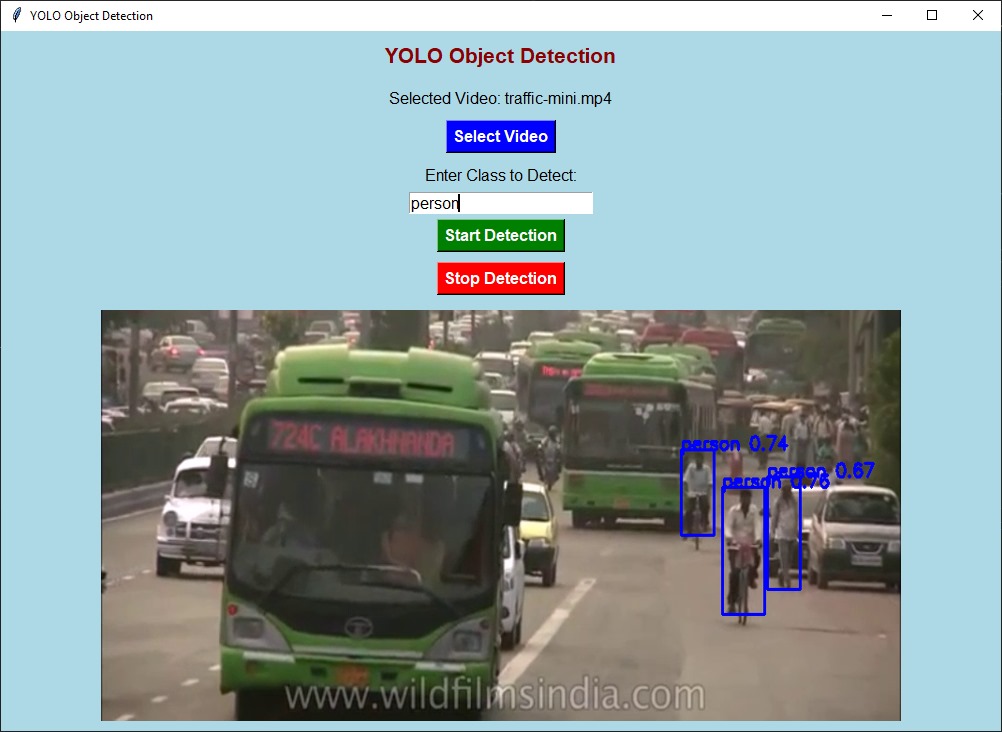 YOLO Object Detection
YOLO Object Detection
Selected Video: traffic-mini.mp4
Select Video
Enter Class to Detect:
person
Start Detection
Stop Detection
724C ALAKHNANDA
person 0.74
person 0.67
person 0.76
www.wildfilmsindia.com